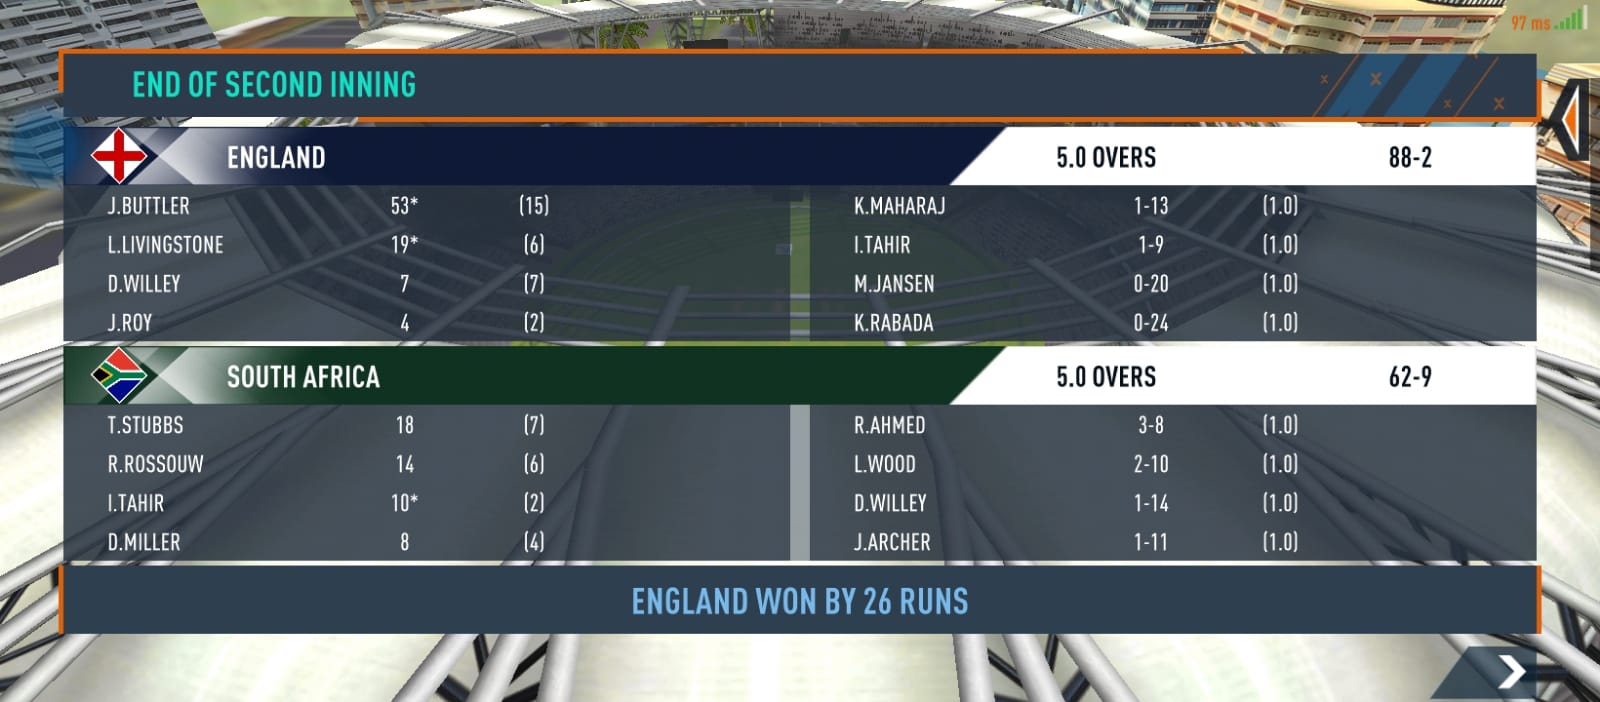 97 ms
END OF SECOND INNING
ENGLAND 5.0 OVERS 88-2
J.BUTTLER 53* (15) K.MAHARAJ 1-13 (1.0)
L.LIVINGSTONE 19* (6) I.TAHIR 1-9 (1.0)
D.WILLEY 7 (7) M.JANSEN 0-20 (1.0)
J.ROY 4 (2) K.RABADA 0-24 (1.0)
SOUTH AFRICA 5.0 OVERS 62-9
T.STUBBS 18 (7) R.AHMED 3-8 (1.0)
R.ROSSOUW 14 (6) L.WOOD 2-10 (1.0)
I.TAHIR 10* (2) D.WILLEY 1-14 (1.0)
D.MILLER 8 (4) J.ARCHER 1-11 (1.0)
ENGLAND WON BY 26 RUNS